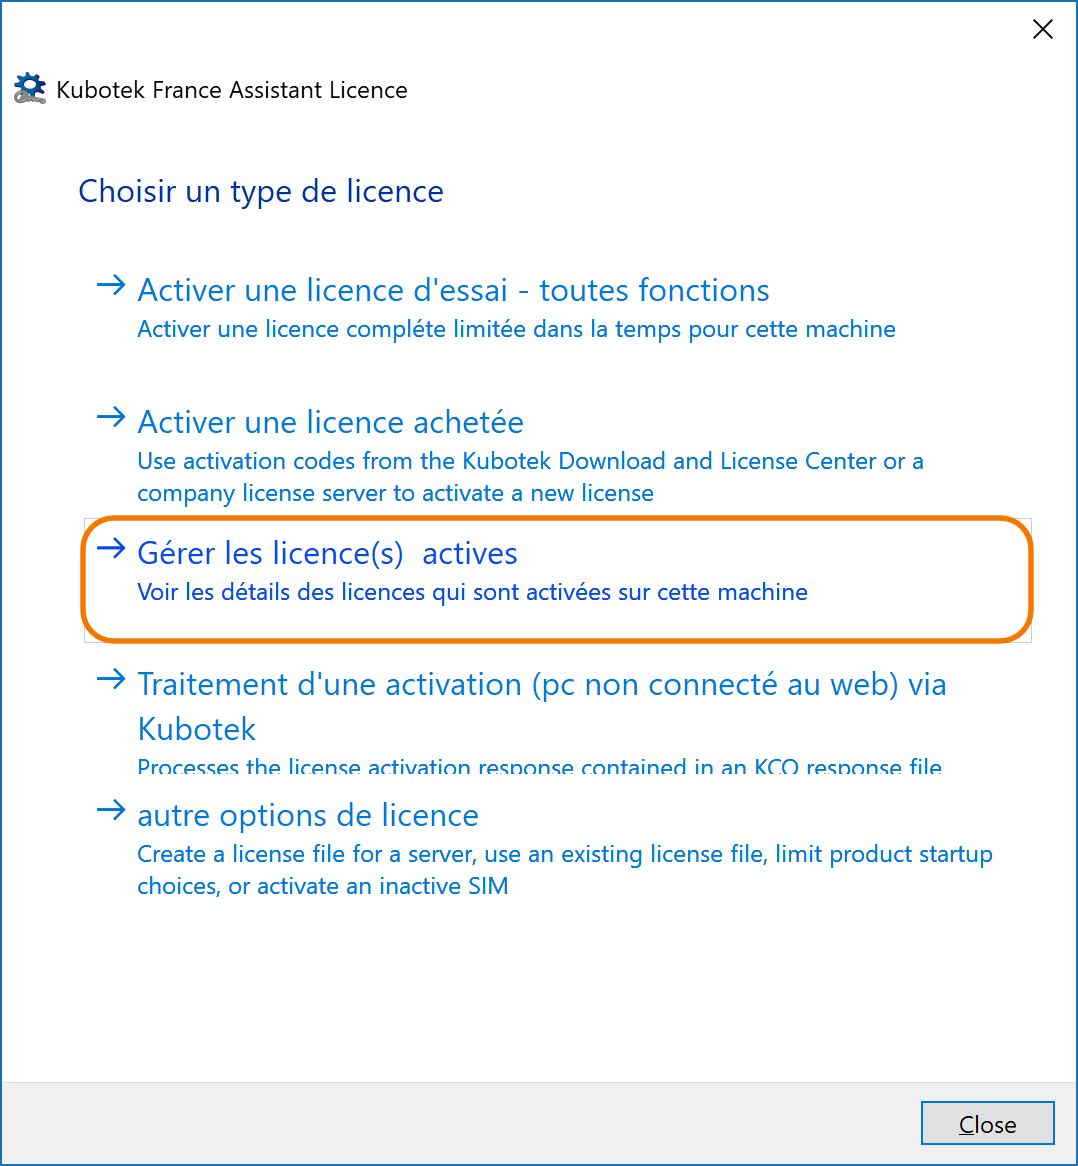 Kubotek France Assistant Licence
Choisir un type de licence
Activer une licence d'essai - toutes fonctions
Activer une licence compléte limitée dans la temps pour cette machine
Activer une licence achetée
Use activation codes from the Kubotek Download and License Center or a
company license server to activate a new license
Gérer les licence(s)  actives
Voir les détails des licences qui sont activées sur cette machine
Traitement d'une activation (pc non connecté au web) via
Kubotek
Processes the license activation response contained in an KCO response file
autre options de licence
Create a license file for a server, use an existing license file, limit product startup
choices, or activate an inactive SIM
Close